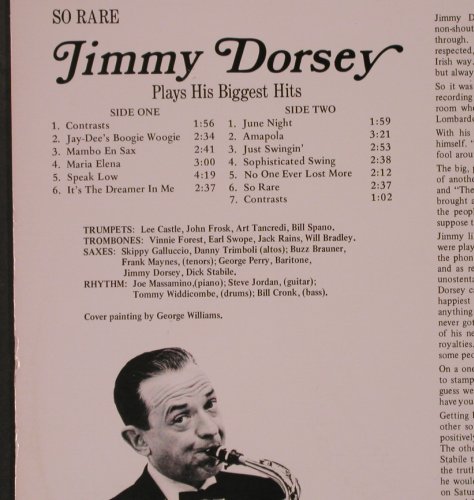 SO RARE
Jimmy Dorsey
Plays His Biggest Hits
SIDE ONE
1. Contrasts 1:56
2. Jay-Dee's Boogie Woogie 2:34
3. Mambo En Sax 2:41
4. Maria Elena 3:00
5. Speak Low 4:19
6. It's The Dreamer In Me 2:37
SIDE TWO
1. June Night 1:59
2. Amapola 3:21
3. Just Swingin' 2:53
4. Sophisticated Swing 2:38
5. No One Ever Lost More 2:12
6. So Rare 2:37
7. Contrasts 1:02
TRUMPETS: Lee Castle, John Frosk, Art Tancredi, Bill Spano.
TROMBONES: Vinnie Forest, Earl Swope, Jack Rains, Will Bradley.
SAXES: Skippy Galluccio, Danny Trimboli (altos); Buzz Brauner,
Frank Maynes, (tenors); George Perry, Baritone,
Jimmy Dorsey, Dick Stabile.
RHYTHM: Joe Massamino,(piano); Steve Jordan, (guitar);
Tommy Widdicombe, (drums); Bill Cronk, (bass).
Cover painting by George Williams.
Jimmy D
non-shout
through.
respected,
Irish way,
but alway
So it was
recording
room whe
Lombardo
With his
himself, "
fool arour
The big, p
of anothe
and "The
brought a
the peopl
suppose t
Jimmy li
were play
the phon
and as re
unostenta
Dorsey c
happiest
anything
never got
of his ne
royalties,
some pec
On a one
to stamp
guess we
have you
Getting l
other so
positively
The othe
Stabile t
the truth
he would
on Satur